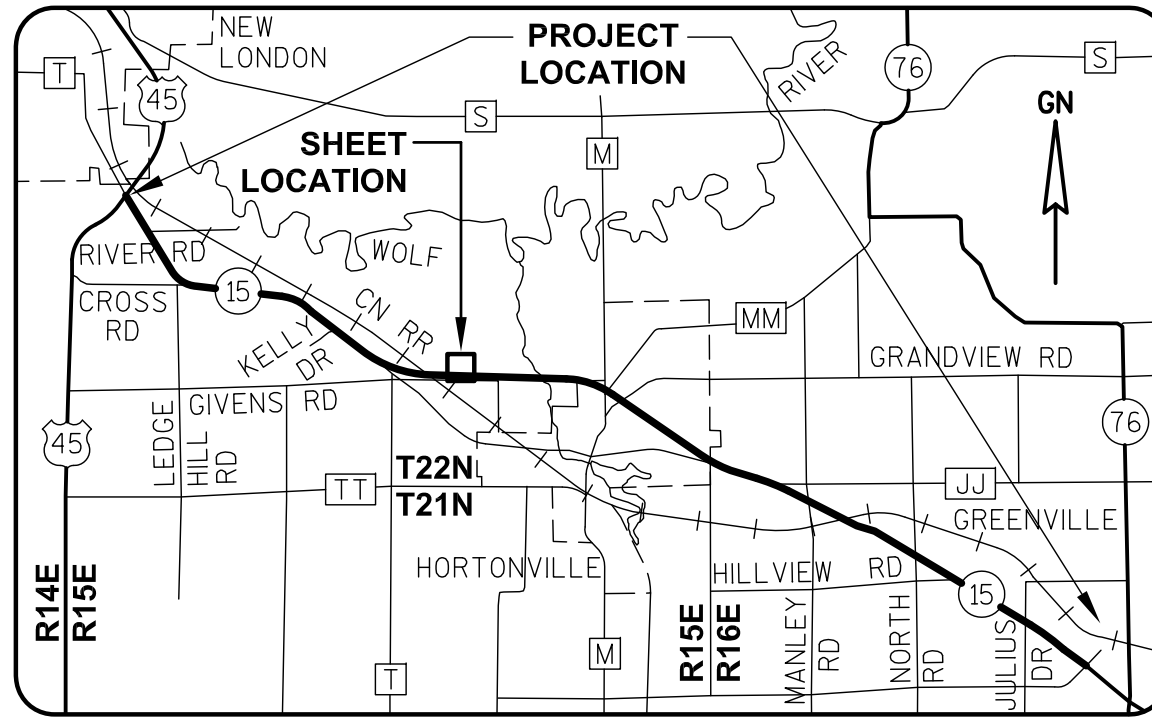 NEW
LONDON
PROJECT
LOCATION
RIVER
76
S
T
45
S
GN
M
SHEET
LOCATION
WOLF
RIVER RD
15
CROSS
RD
CN RR
KELLY
DR
MM
GRANDVIEW RD
GIVENS RD
LEDGE
HILL
RD
45
76
T22N
T21N
TT
JJ
GREENVILLE
HORTONVILLE
HILLVIEW RD
15
R14E
R15E
R15E
R16E
MANLEY
RD
NORTH
RD
JULIUS
DR
M
T